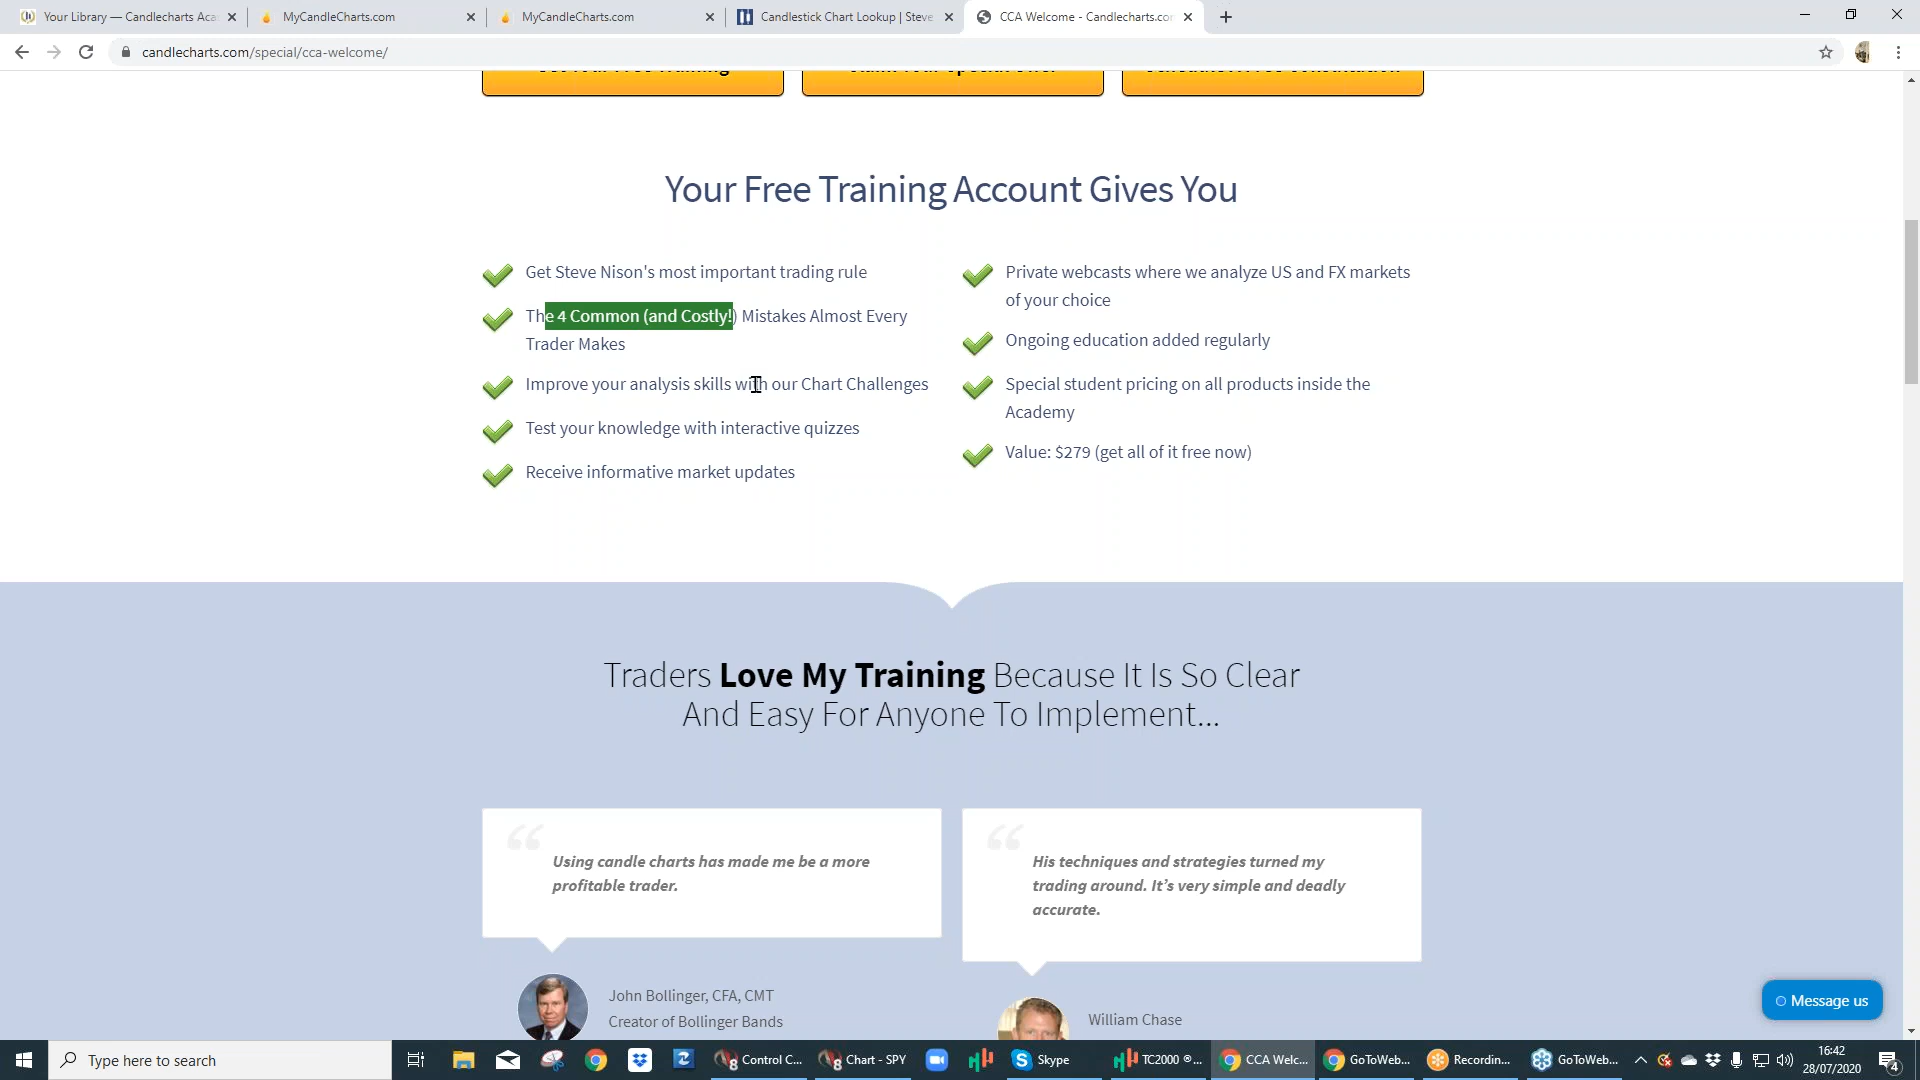 Your Library — Candlecharts Aca
MyCandleCharts.com
MyCandleCharts.com
Candlestick Chart Lookup | Steve
CCA Welcome - Candlecharts.co
candlecharts.com/special/cca-welcome/
Your Free Training Account Gives You
Get Steve Nison's most important trading rule
The 4 Common (and Costly!) Mistakes Almost Every
Trader Makes
Improve your analysis skills with our Chart Challenges
Test your knowledge with interactive quizzes
Receive informative market updates
Private webcasts where we analyze US and FX markets
of your choice
Ongoing education added regularly
Special student pricing on all products inside the
Academy
Value: $279 (get all of it free now)
Traders Love My Training Because It Is So Clear
And Easy For Anyone To Implement...
Using candle charts has made me be a more
profitable trader.
John Bollinger, CFA, CMT
Creator of Bollinger Bands
His techniques and strategies turned my
trading around. It’s very simple and deadly
accurate.
William Chase
Message us
Type here to search
Control C...
Chart - SPY
Skype
TC2000 ®...
CCA Welc...
GoToWeb...
Recordin...
GoToWeb...
16:42
28/07/2020
4